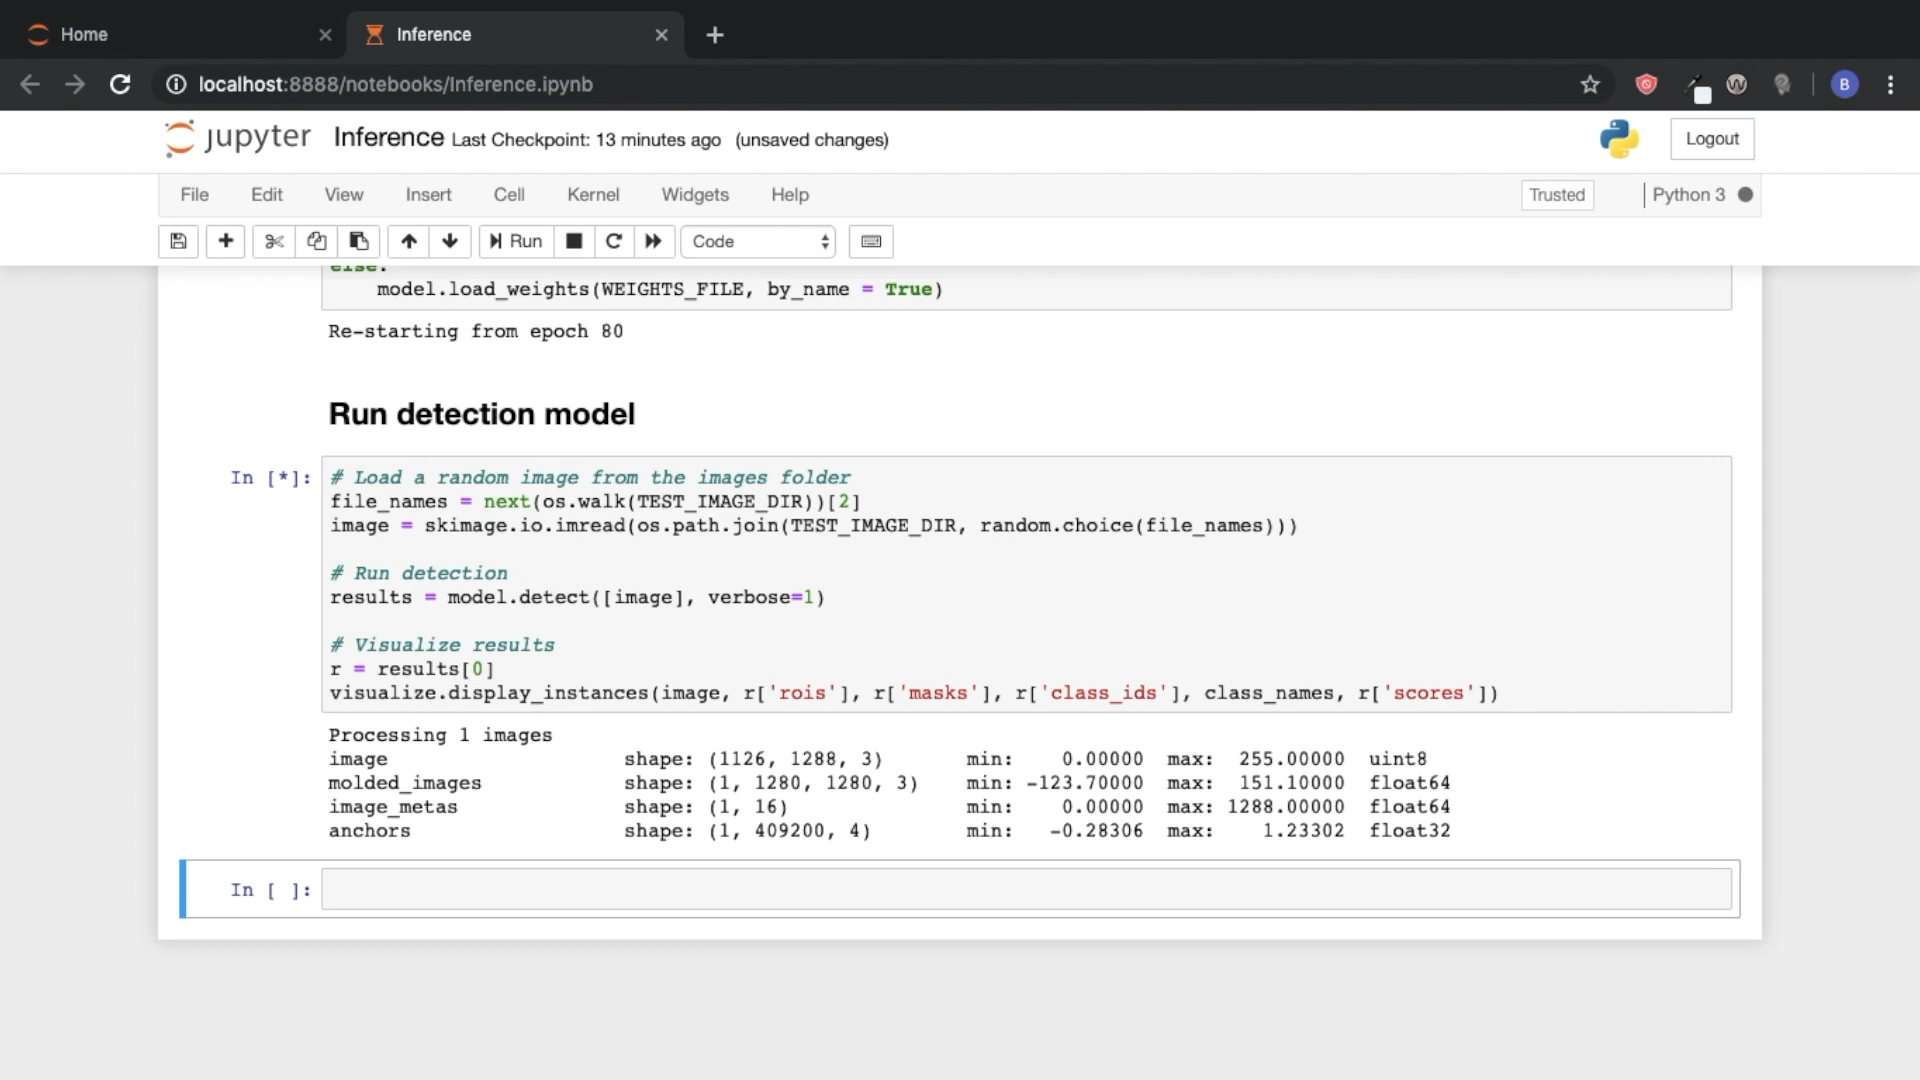 Home
Inference
localhost:8888/notebooks/Inference.ipynb
B
jupyter Inference Last Checkpoint: 13 minutes ago (unsaved changes)
Logout
File Edit View Insert Cell Kernel Widgets Help
Trusted
Python 3
Run
Code
else:
    model.load_weights(WEIGHTS_FILE, by_name = True)
Re-starting from epoch 80
Run detection model
In [*]:
# Load a random image from the images folder
file_names = next(os.walk(TEST_IMAGE_DIR))[2]
image = skimage.io.imread(os.path.join(TEST_IMAGE_DIR, random.choice(file_names)))
# Run detection
results = model.detect([image], verbose=1)
# Visualize results
r = results[0]
visualize.display_instances(image, r['rois'], r['masks'], r['class_ids'], class_names, r['scores'])
Processing 1 images
image shape: (1126, 1288, 3) min: 0.00000 max: 255.00000 uint8
molded_images shape: (1, 1280, 1280, 3) min: -123.70000 max: 151.10000 float64
image_metas shape: (1, 16) min: 0.00000 max: 1288.00000 float64
anchors shape: (1, 409200, 4) min: -0.28306 max: 1.23302 float32
In [ ]: